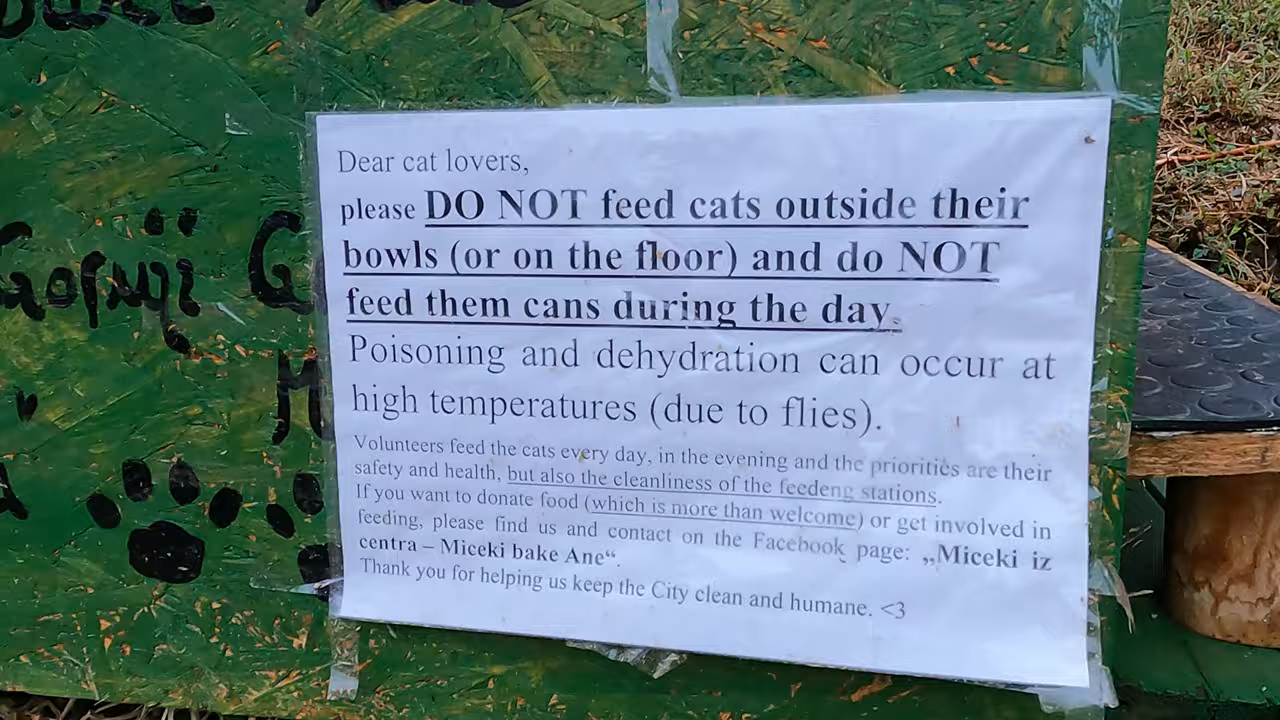 Dear cat lovers,
please DO NOT feed cats outside their
bowls (or on the floor) and do NOT
feed them cans during the day.
Poisoning and dehydration can occur at
high temperatures (due to flies).
Volunteers feed the cats every day, in the evening and the priorities are their
safety and health, but also the cleanliness of the feedeng stations.
If you want to donate food (which is more than welcome) or get involved in
feeding, please find us and contact on the Facebook page: „Miceki iz
centra – Miceki bake Ane“.
Thank you for helping us keep the City clean and humane. <3